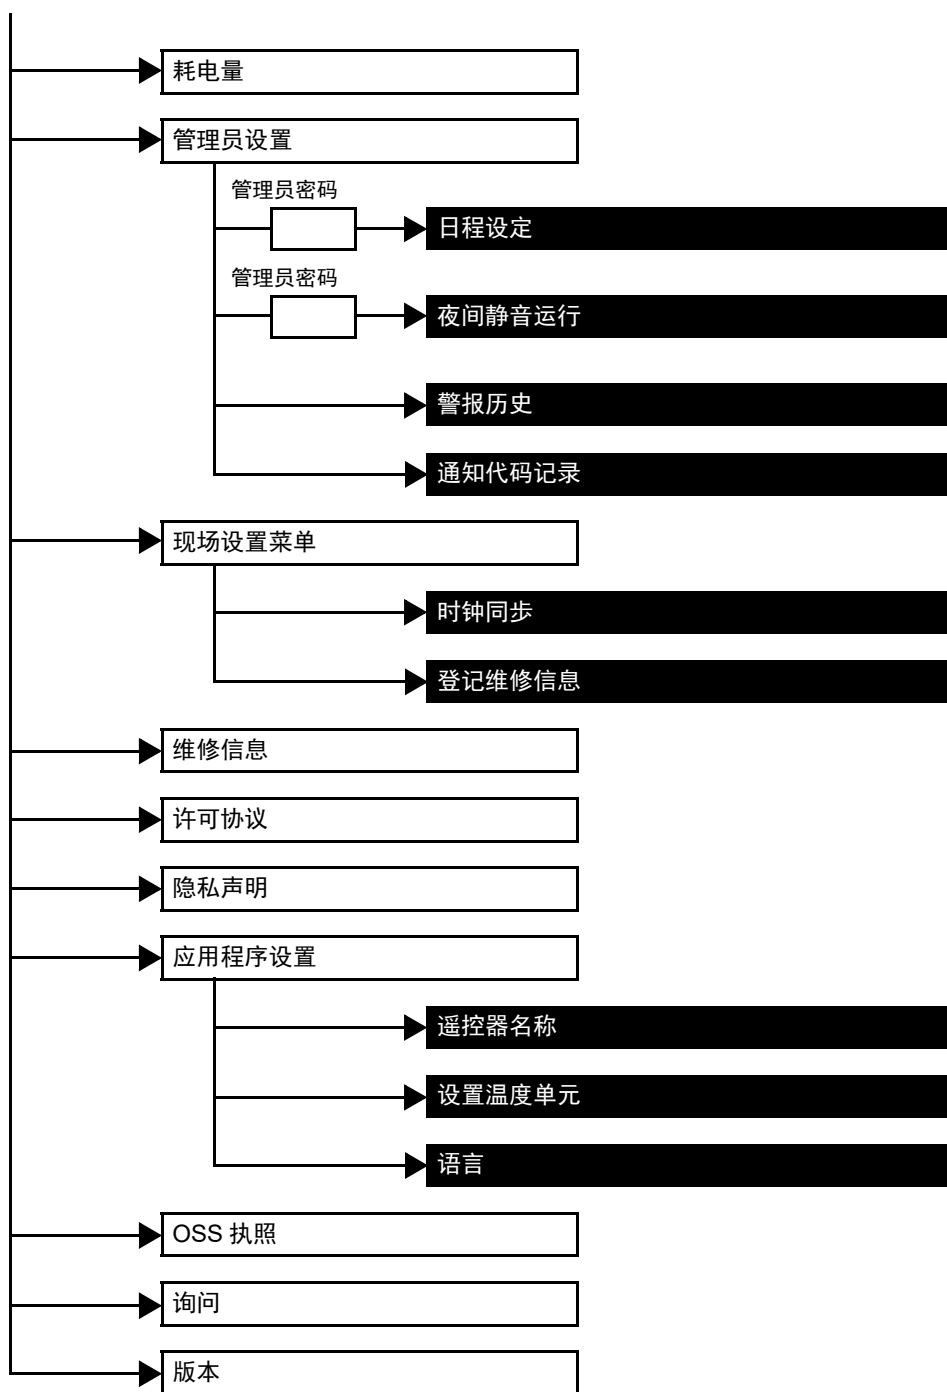 耗电量
管理员设置
管理员密码
日程设定
管理员密码
夜间静音运行
警报历史
通知代码记录
现场设置菜单
时钟同步
登记维修信息
维修信息
许可协议
隐私声明
应用程序设置
遥控器名称
设置温度单元
语言
OSS 执照
询问
版本